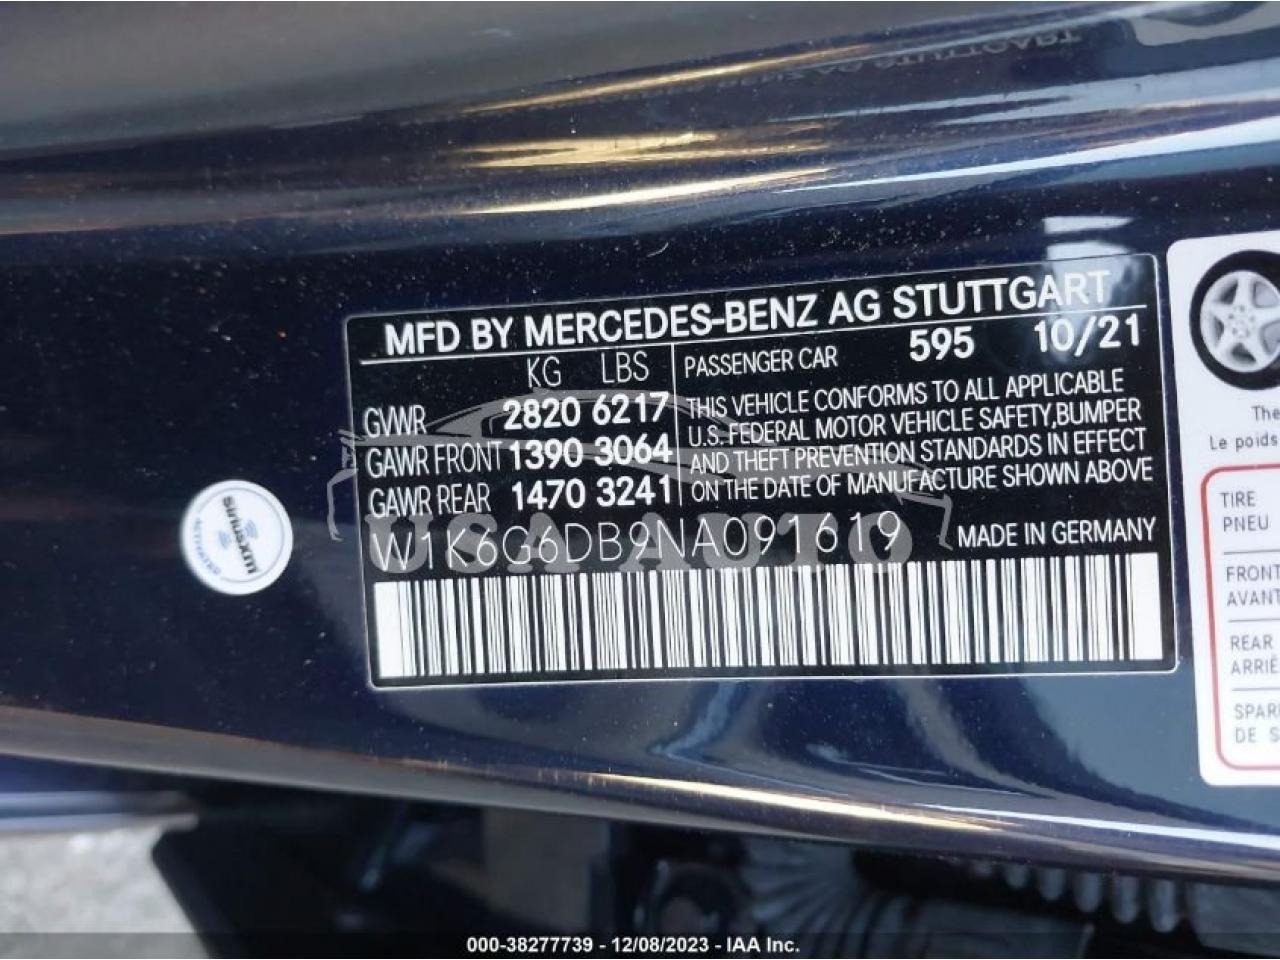 MFD BY MERCEDES-BENZ AG STUTTGART
KG LBS PASSENGER CAR 595 10/21
GVWR 2820 6217
GAWR FRONT 1390 3064
GAWR REAR 1470 3241
THIS VEHICLE CONFORMS TO ALL APPLICABLE
U.S. FEDERAL MOTOR VEHICLE SAFETY, BUMPER
AND THEFT PREVENTION STANDARDS IN EFFECT
ON THE DATE OF MANUFACTURE SHOWN ABOVE
W1K6G6DB9NA091619 MADE IN GERMANY
USA AUTO
siriusxm
The
Le poids
TIRE
PNEU
FRONT
AVANT
REAR
ARRIÈ
SPAR
DE S
000-38277739 - 12/08/2023 - IAA Inc.